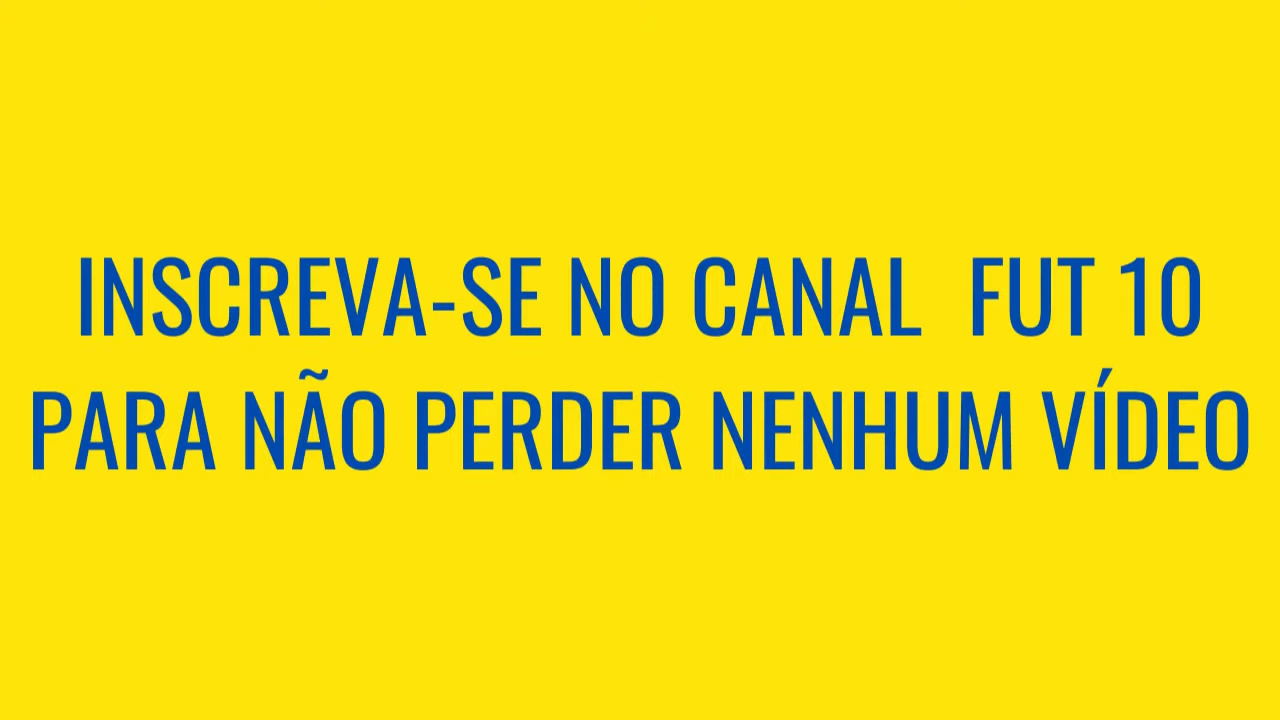 INSCREVA-SE NO CANAL  FUT 10
PARA NÃO PERDER NENHUM VÍDEO